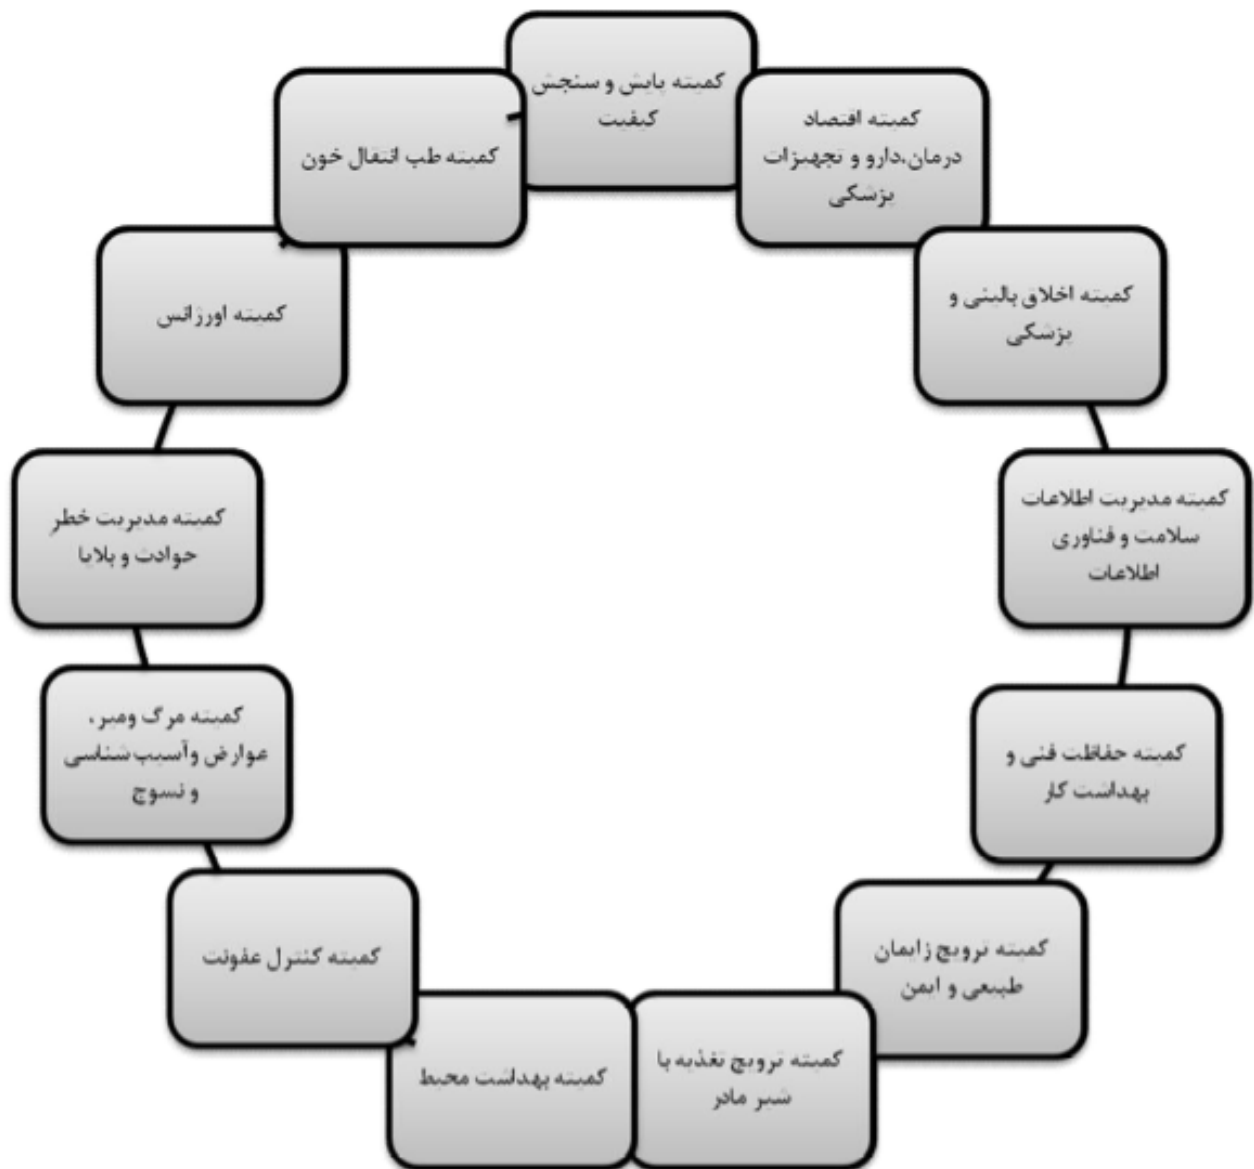 کمیته پایش و سنجش
کیفیت
کمیته اقتصاد
درمان،دارو و تجهیزات
پزشکی
کمیته اخلاق بالینی و
پزشکی
کمیته مدیریت اطلاعات
سلامت و فناوری
اطلاعات
کمیته حفاظت فنی و
بهداشت کار
کمیته ترویج زایمان
طبیعی و ایمن
کمیته ترویج تغذیه با
شیر مادر
کمیته بهداشت محیط
کمیته کنترل عفونت
کمیته مرگ ومیر،
عوارض وآسیب شناسی
و نسوج
کمیته مدیریت خطر
حوادث و بلایا
کمیته اورژانس
کمیته طب انتقال خون